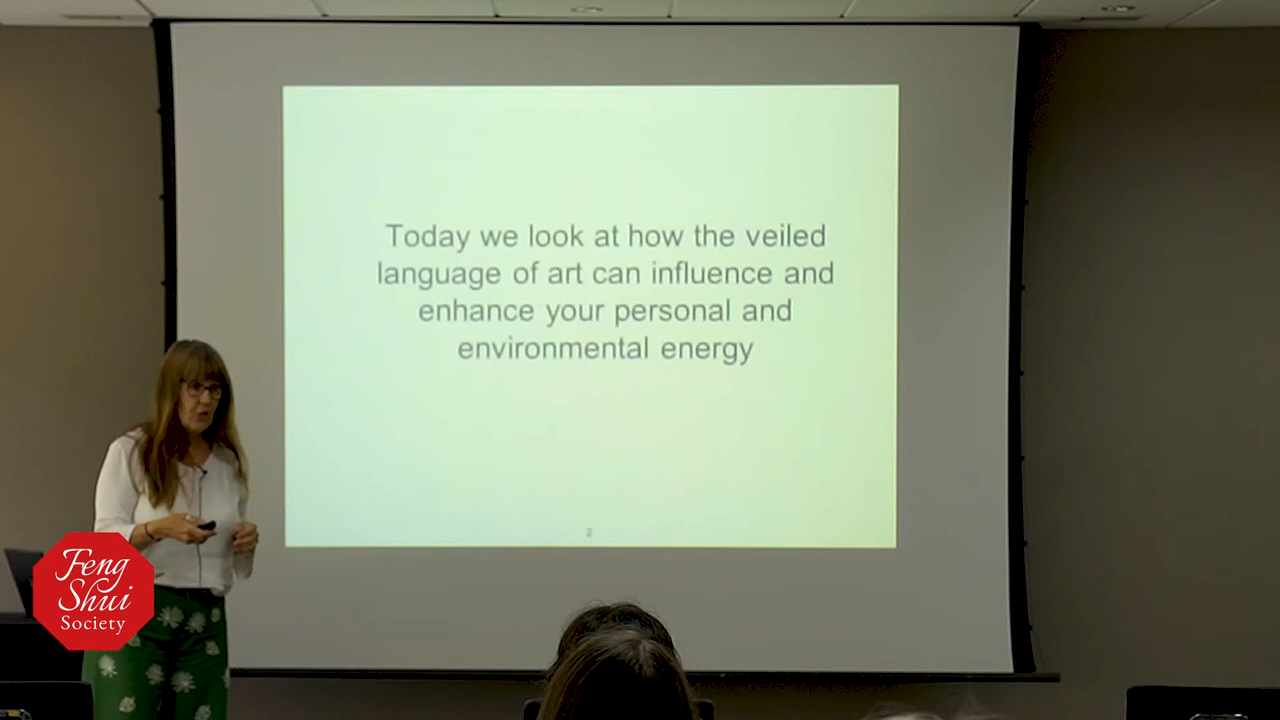 Today we look at how the veiled
language of art can influence and
enhance your personal and
environmental energy
2
Feng
Shui
Society